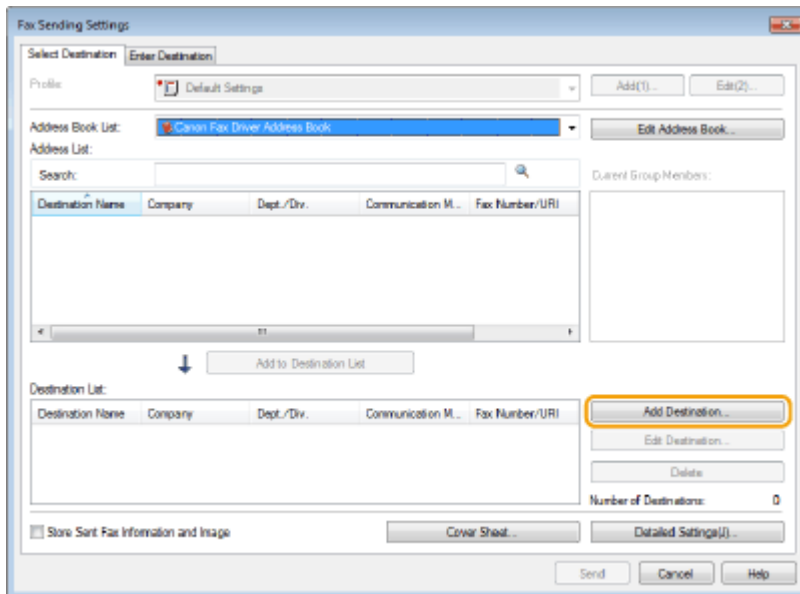 Fax Sending Settings
Select Destination Enter Destination
Profile: Default Settings Add(1)... Edit(2)...
Address Book List: Canon Fax Driver Address Book Edit Address Book...
Address List:
Search: Current Group Members:
Destination Name Company Dept./Div. Communication M... Fax Number/URI
Add to Destination List
Destination List:
Destination Name Company Dept./Div. Communication M... Fax Number/URI
Add Destination...
Edit Destination...
Delete
Number of Destinations: 0
Store Sent Fax Information and Image Cover Sheet... Detailed Settings(J)...
Send Cancel Help